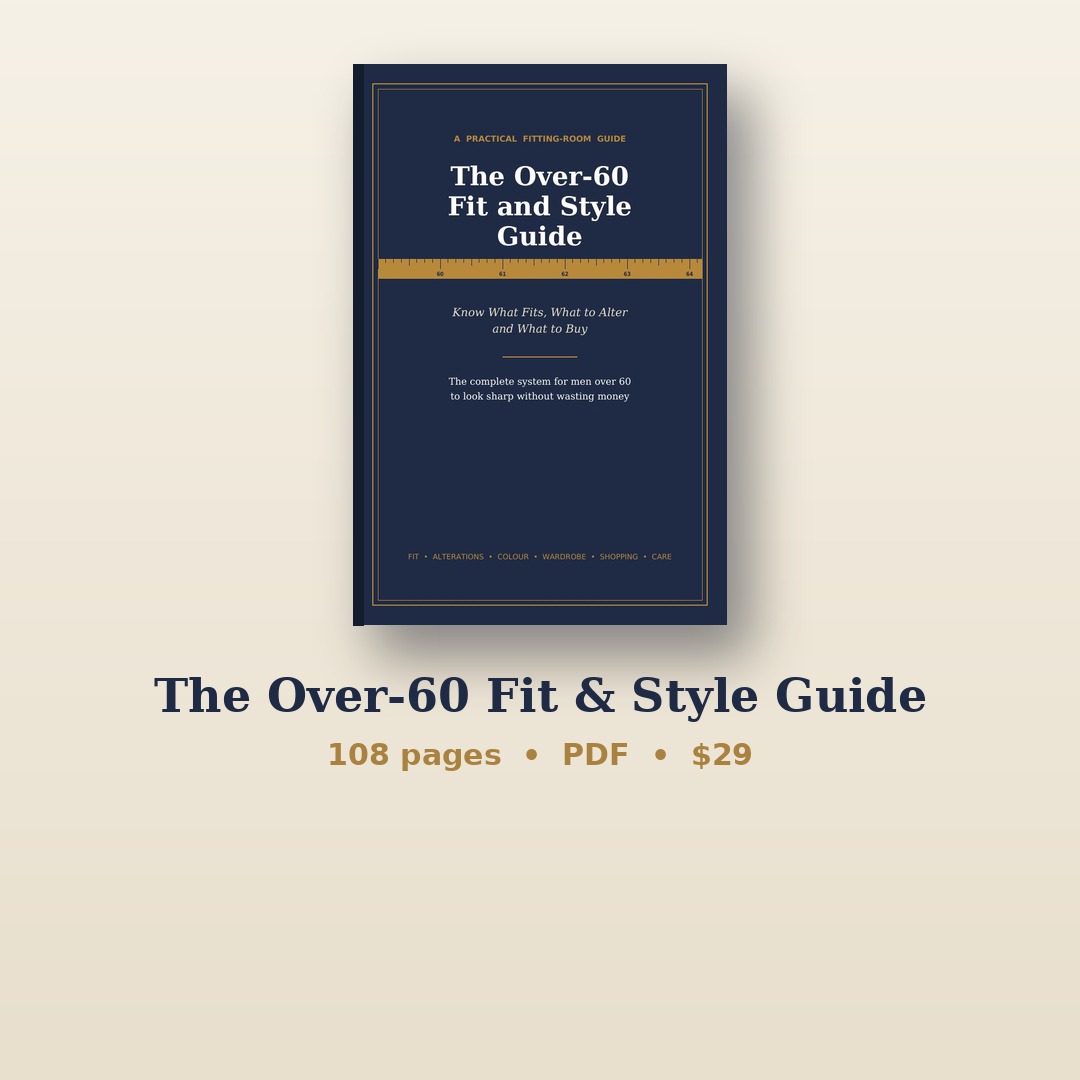 A PRACTICAL FITTING-ROOM GUIDE
The Over-60
Fit and Style
Guide
60 61 62 63 64
Know What Fits, What to Alter
and What to Buy
The complete system for men over 60
to look sharp without wasting money
FIT • ALTERATIONS • COLOUR • WARDROBE • SHOPPING • CARE
The Over-60 Fit & Style Guide
108 pages • PDF • $29